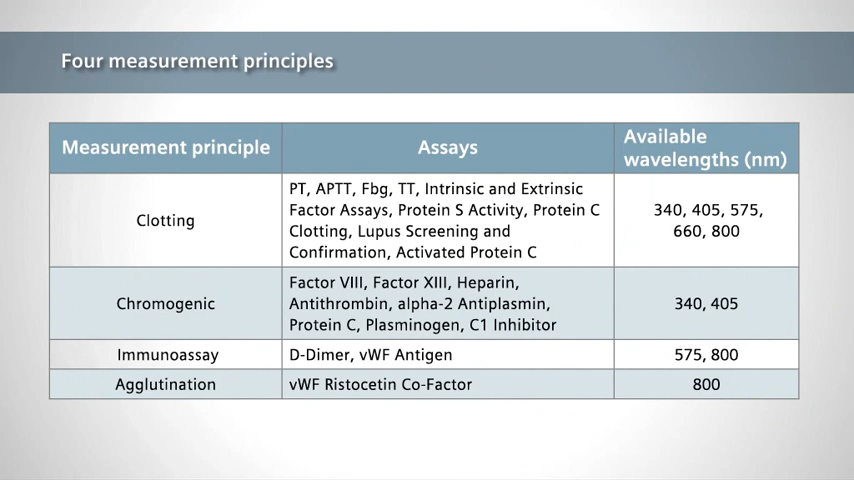 Four measurement principles
Measurement principle
Assays
Available
wavelengths (nm)
Clotting
PT, APTT, Fbg, TT, Intrinsic and Extrinsic
Factor Assays, Protein S Activity, Protein C
Clotting, Lupus Screening and
Confirmation, Activated Protein C
340, 405, 575,
660, 800
Chromogenic
Factor VIII, Factor XIII, Heparin,
Antithrombin, alpha-2 Antiplasmin,
Protein C, Plasminogen, C1 Inhibitor
340, 405
Immunoassay
D-Dimer, vWF Antigen
575, 800
Agglutination
vWF Ristocetin Co-Factor
800